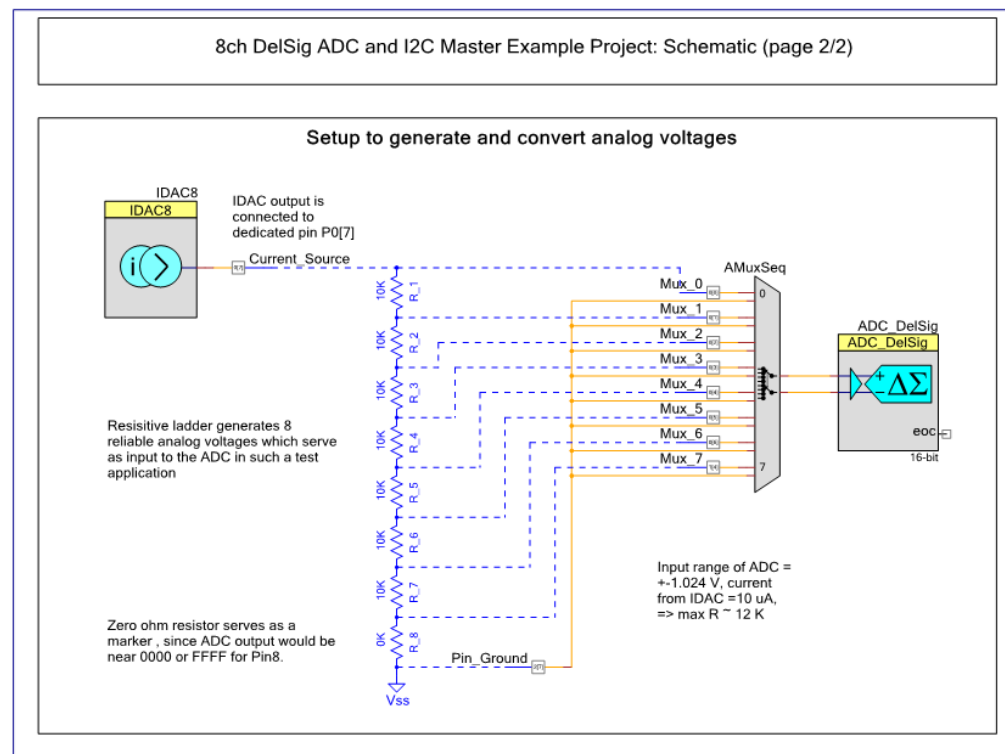 8ch DelSig ADC and I2C Master Example Project: Schematic (page 2/2)
Setup to generate and convert analog voltages
IDAC8
IDAC8
i
IDAC output is
connected to
dedicated pin P0[7]
Current_Source
10K
R_1
10K
R_2
10K
R_3
10K
R_4
10K
R_5
10K
R_6
10K
R_7
0K
R_8
Vss
Resisitive ladder generates 8
reliable analog voltages which serve
as input to the ADC in such a test
application
Zero ohm resistor serves as a
marker , since ADC output would be
near 0000 or FFFF for Pin8.
Pin_Ground
AMuxSeq
Mux_0
Mux_1
Mux_2
Mux_3
Mux_4
Mux_5
Mux_6
Mux_7
0
7
ADC_DelSig
ADC_DelSig
+
-
ΔΣ
eoc
16-bit
Input range of ADC =
+-1.024 V, current
from IDAC =10 uA,
=> max R ~ 12 K